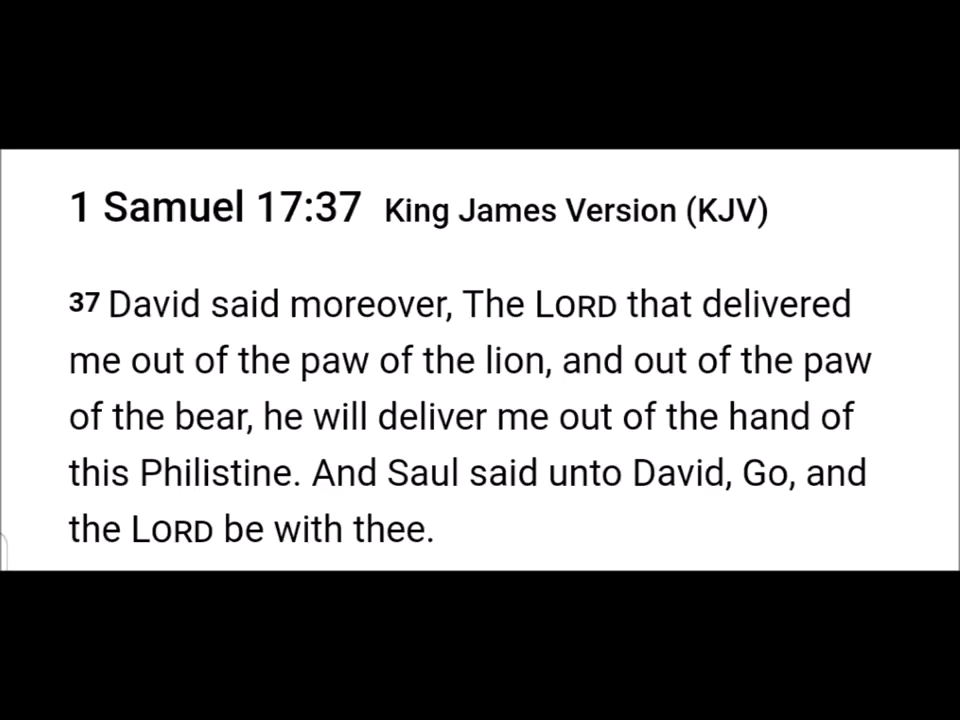 1 Samuel 17:37 King James Version (KJV)
37 David said moreover, The LORD that delivered
me out of the paw of the lion, and out of the paw
of the bear, he will deliver me out of the hand of
this Philistine. And Saul said unto David, Go, and
the LORD be with thee.